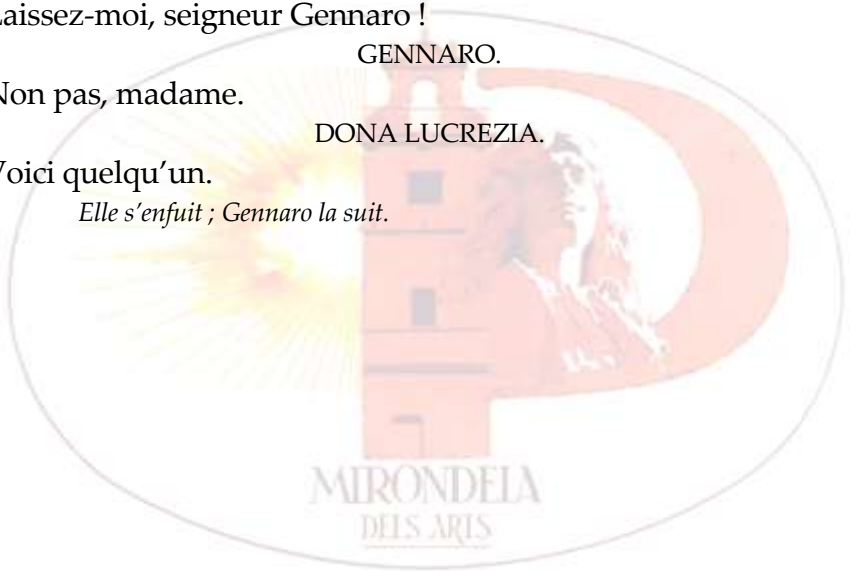 Laissez-moi, seigneur Gennaro !
GENNARO.
Non pas, madame.
DONA LUCREZIA.
Voici quelqu’un.
Elle s’enfuit ; Gennaro la suit.
MIRONDELA
DELS ARTS